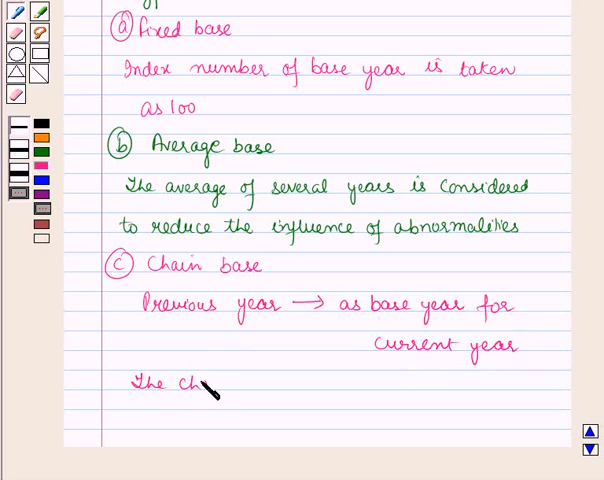 (a) Fixed base
Index number of base year is taken
as 100
(b) Average base
The average of several years is considered
to reduce the influence of abnormalities
(c) Chain base
Previous year → as base year for
current year
The ch